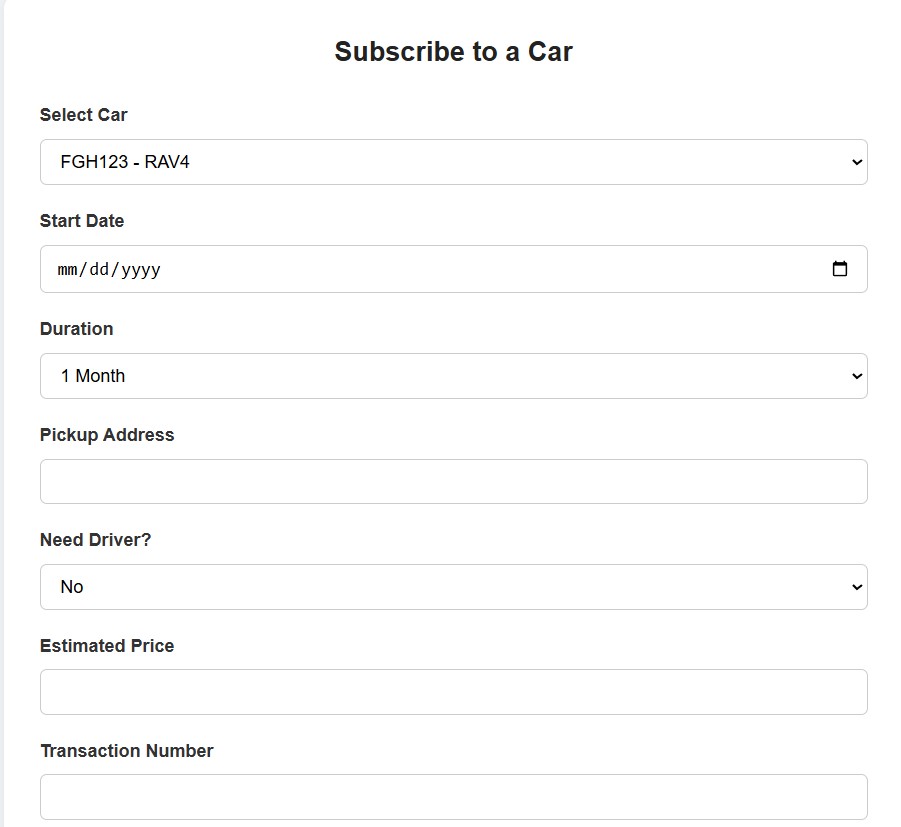 Subscribe to a Car
Select Car
FGH123 - RAV4
Start Date
mm/dd/yyyy
Duration
1 Month
Pickup Address
Need Driver?
No
Estimated Price
Transaction Number